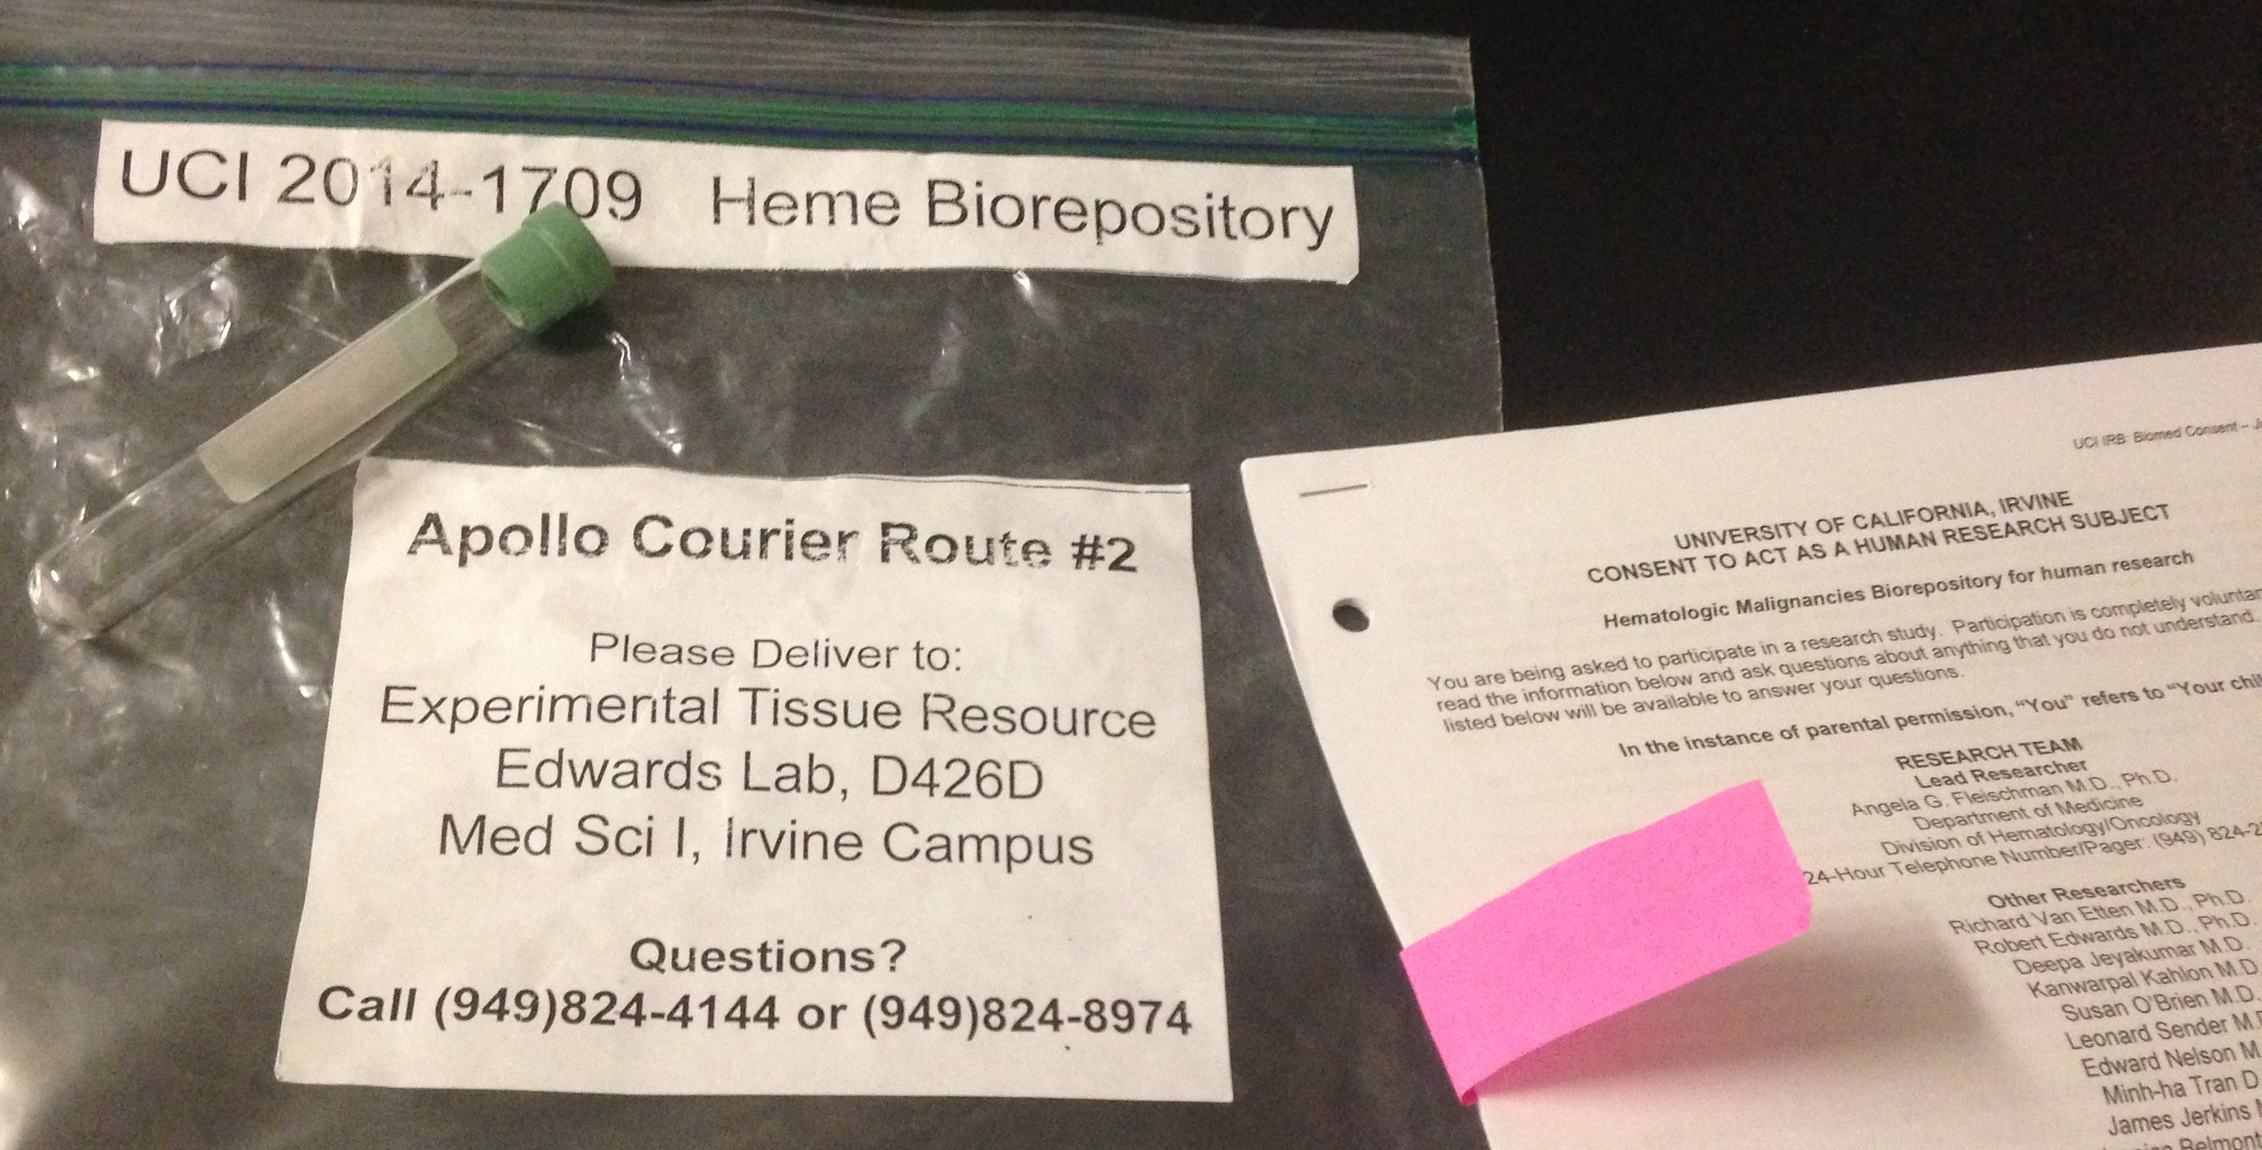 UCI 2014-1709 Heme Biorepository
Apollo Courier Route #2
Please Deliver to:
Experimental Tissue Resource
Edwards Lab, D426D
Med Sci I, Irvine Campus
Questions?
Call (949)824-4144 or (949)824-8974
UCI IRB Biomed Consent –
UNIVERSITY OF CALIFORNIA, IRVINE
CONSENT TO ACT AS A HUMAN RESEARCH SUBJECT
Hematologic Malignancies Biorepository for human research
You are being asked to participate in a research study. Participation is completely
read the information below and ask questions about anything that you do not understand.
listed below will be available to answer your questions.
In the instance of parental permission, “You” refers to “Your
RESEARCH TEAM
Lead Researcher
Angela G. Fleischman M.D., Ph.D.
Department of Medicine
Division of Hematology/Oncology
24-Hour Telephone Number/Pager: (949) 824-2
Other Researchers
Richard Van Etten M.D., Ph.D.
Robert Edwards M.D., Ph.D.
Deepa Jeyakumar M.D.
Kanwarpal Kahlon M.D.
Susan O'Brien M.D.
Leonard Sender M.D
Edward Nelson M.
Minh-ha Tran D
James Jerkins
Belmont